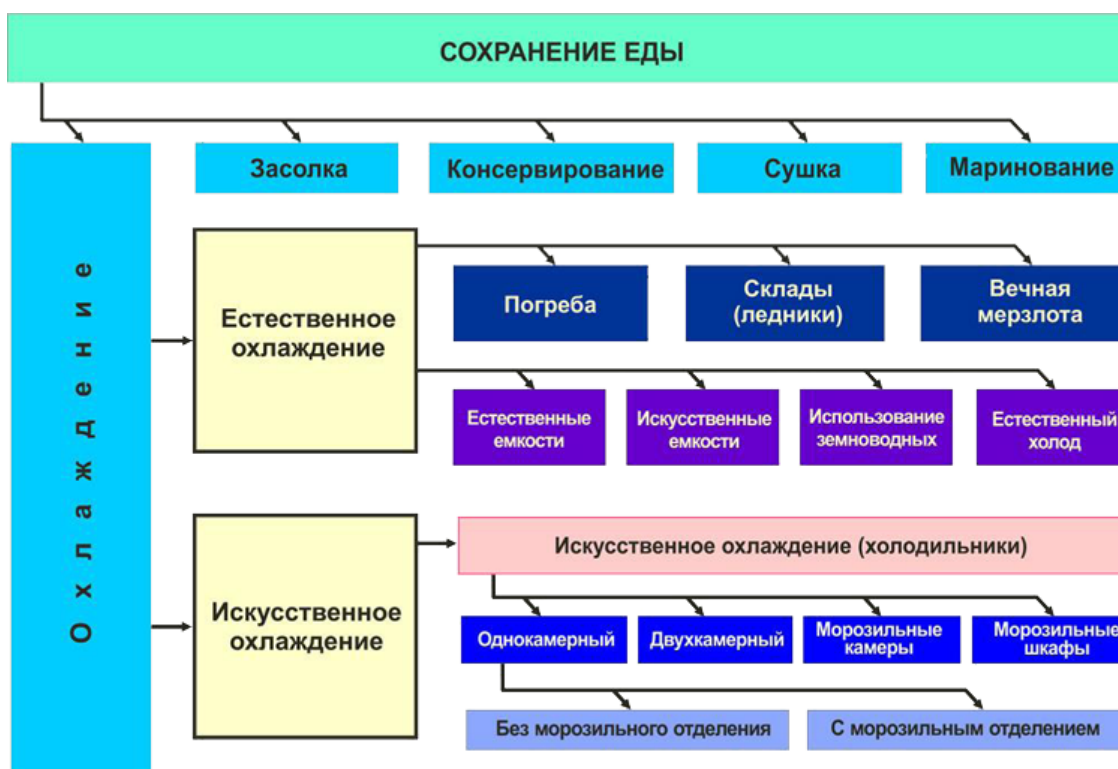 СОХРАНЕНИЕ ЕДЫ
Охлаждение
Засолка
Консервирование
Сушка
Маринование
Естественное
охлаждение
Погреба
Склады
(ледники)
Вечная
мерзлота
Естественные
емкости
Искусственные
емкости
Использование
земноводных
Естественный
холод
Искусственное
охлаждение
Искусственное охлаждение (холодильники)
Однокамерный
Двухкамерный
Морозильные
камеры
Морозильные
шкафы
Без морозильного отделения
С морозильным отделением